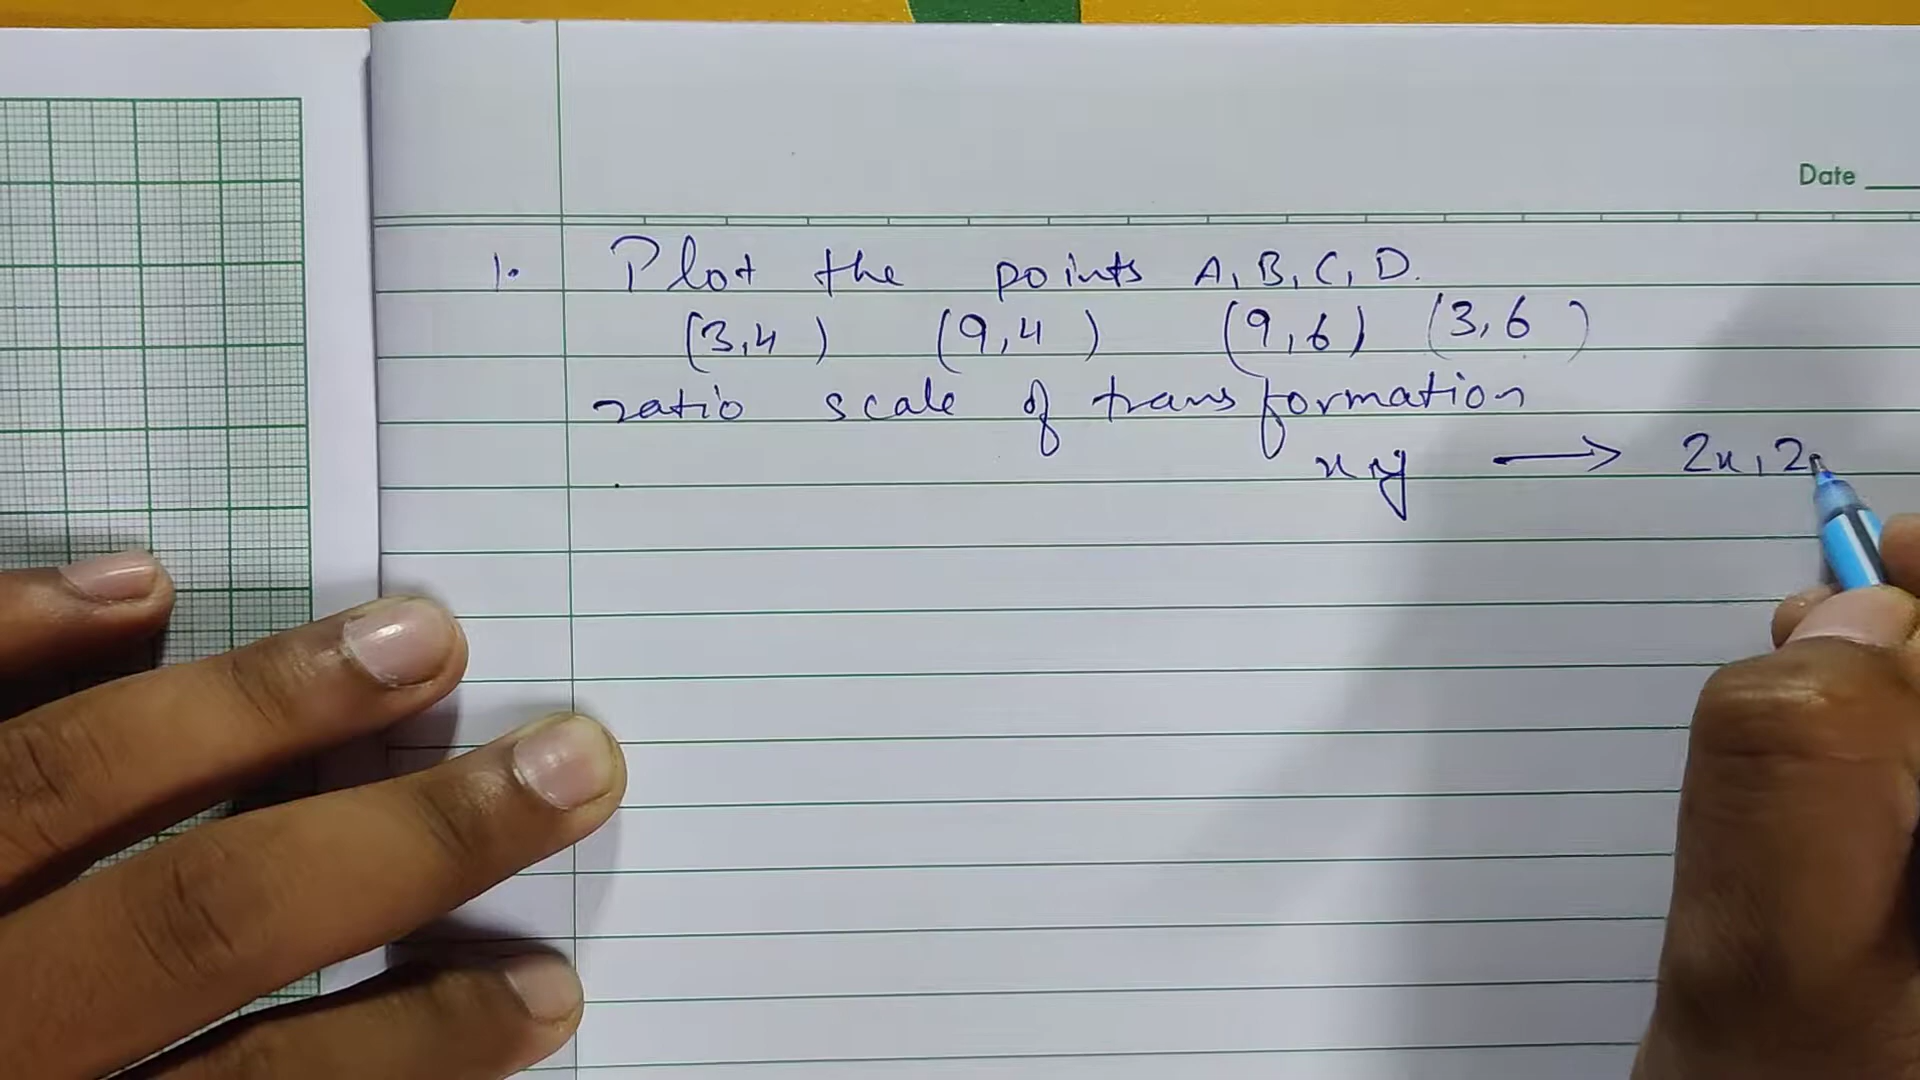 Date
1. Plot the points A, B, C, D.
(3,4) (9,4) (9,6) (3,6)
ratio scale of transformation
x,y → 2x, 2